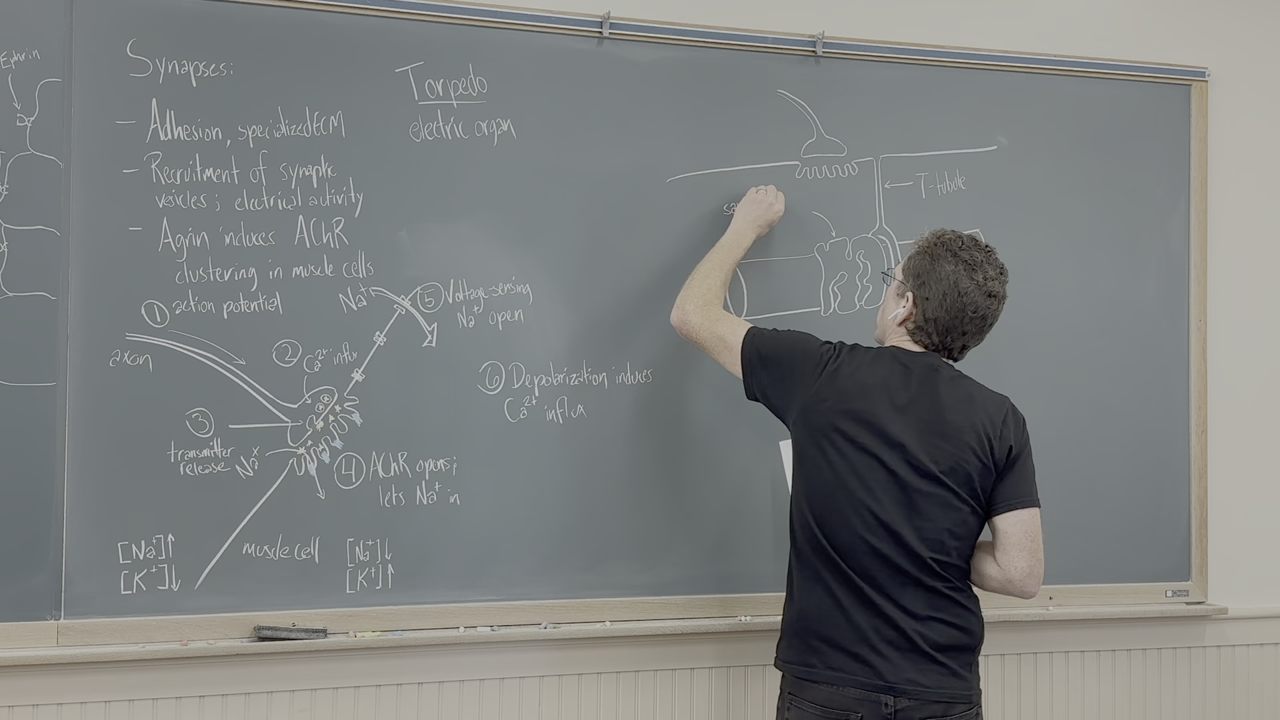 Ephrin
Synapses:
– Adhesion, specialized ECM
– Recruitment of synaptic
vesicles; electrical activity
– Agrin induces AChR
clustering in muscle cells
Torpedo
electric organ
① action potential
axon
② Ca²⁺ influx
③
transmitter
release
④ AChR opens;
lets Na⁺ in
Na⁺
⑤ Voltage-sensing
Na⁺ open
⑥ Depolarization induces
Ca²⁺ influx
[Na⁺]↑
[K⁺]↓
muscle cell
[Na⁺]↓
[K⁺]↑
T-tubule